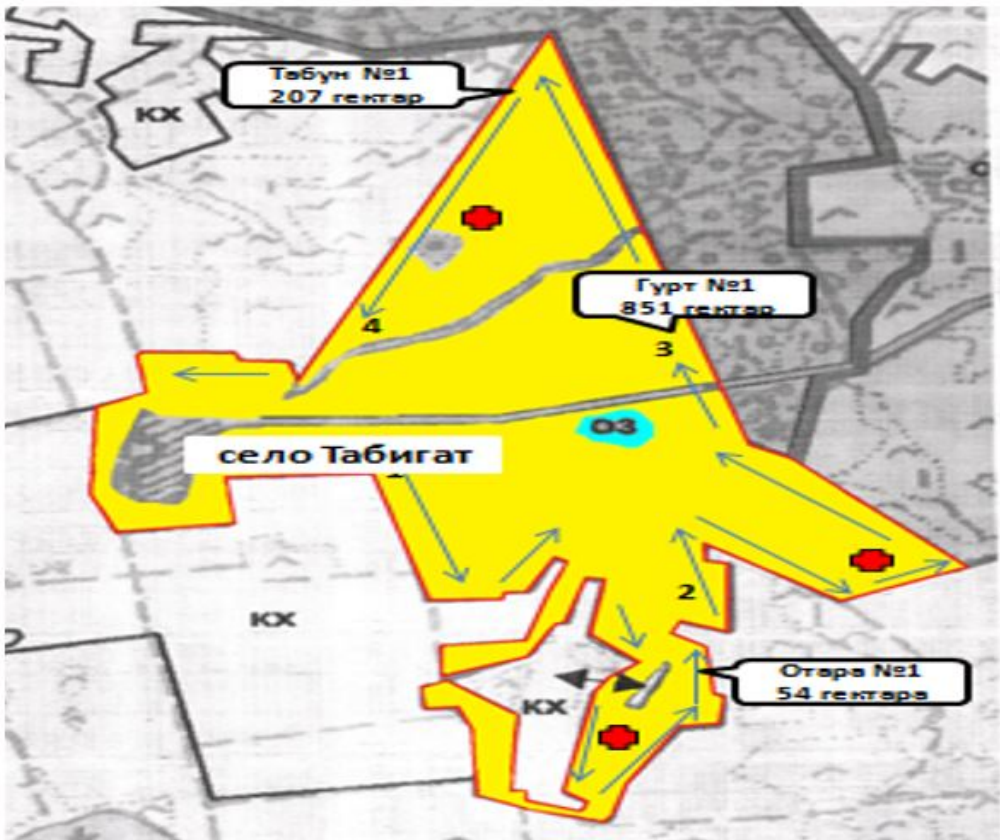 Табун №1
207 гектар
КХ
Гурт №1
851 гектар
4
3
ОЗ
село Табигат
1
2
КХ
Отара №1
54 гектара
КХ